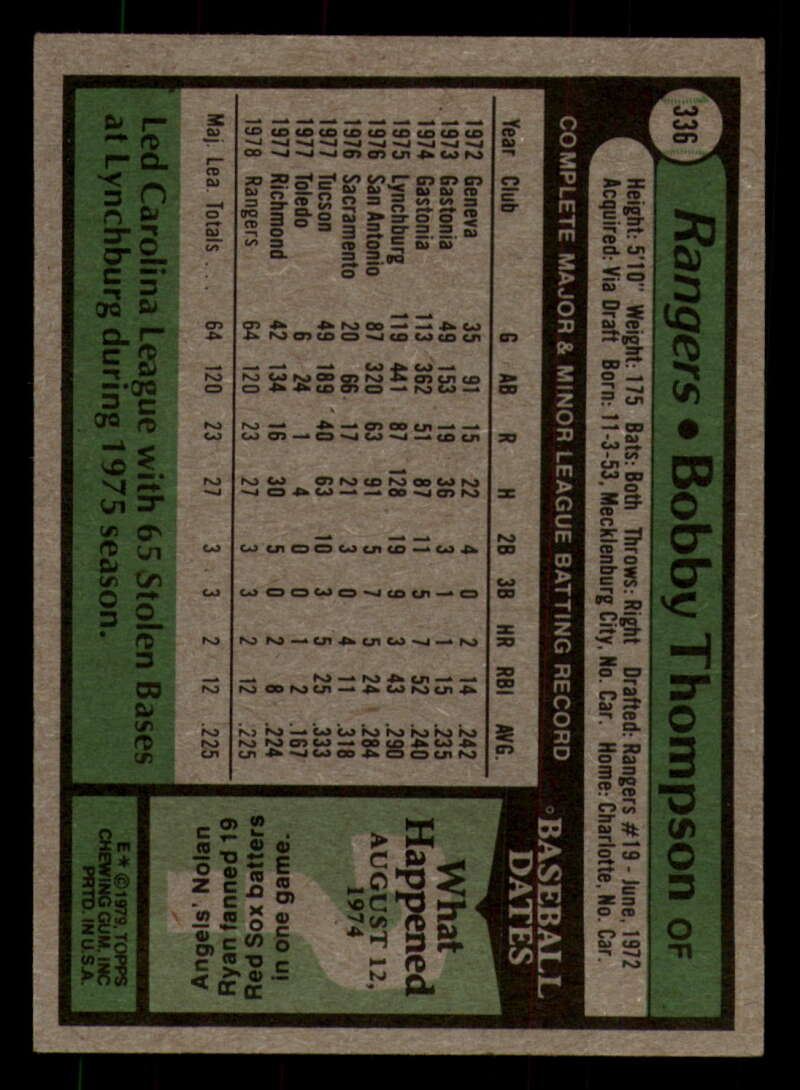 336
Rangers • Bobby Thompson OF
Height: 5'10" Weight: 175 Bats: Both Throws: Right Drafted: Rangers #19 - June, 1972
Acquired: Via Draft Born: 11-3-53, Mecklenburg City, No. Car. Home: Charlotte, No. Car.
COMPLETE MAJOR & MINOR LEAGUE BATTING RECORD
Year Club G AB R H 2B 3B HR RBI AVG.
1972 Geneva 35 91 15 22 4 0 2 14 .242
1973 Gastonia 49 153 19 36 3 1 1 15 .235
1974 Gastonia 113 362 51 87 11 5 7 52 .240
1975 Lynchburg 119 441 87 128 19 9 3 43 .290
1976 San Antonio 87 320 63 91 5 7 5 24 .284
1976 Sacramento 20 66 17 21 3 0 4 11 .318
1977 Tucson 49 189 40 63 10 3 5 25 .333
1977 Toledo 6 24 1 4 0 0 1 2 .167
1977 Richmond 42 134 16 30 5 0 2 8 .224
1978 Rangers 64 120 23 27 3 3 2 12 .225
Maj. Lea. Totals .... 64 120 23 27 3 3 2 12 .225
Led Carolina League with 65 Stolen Bases
at Lynchburg during 1975 season.
BASEBALL
DATES
What
Happened
AUGUST 12,
1974
Angels' Nolan
Ryan fanned 19
Red Sox batters
in one game.
E* ©1979, TOPPS
CHEWING GUM, INC
PRTD. IN U.S.A.